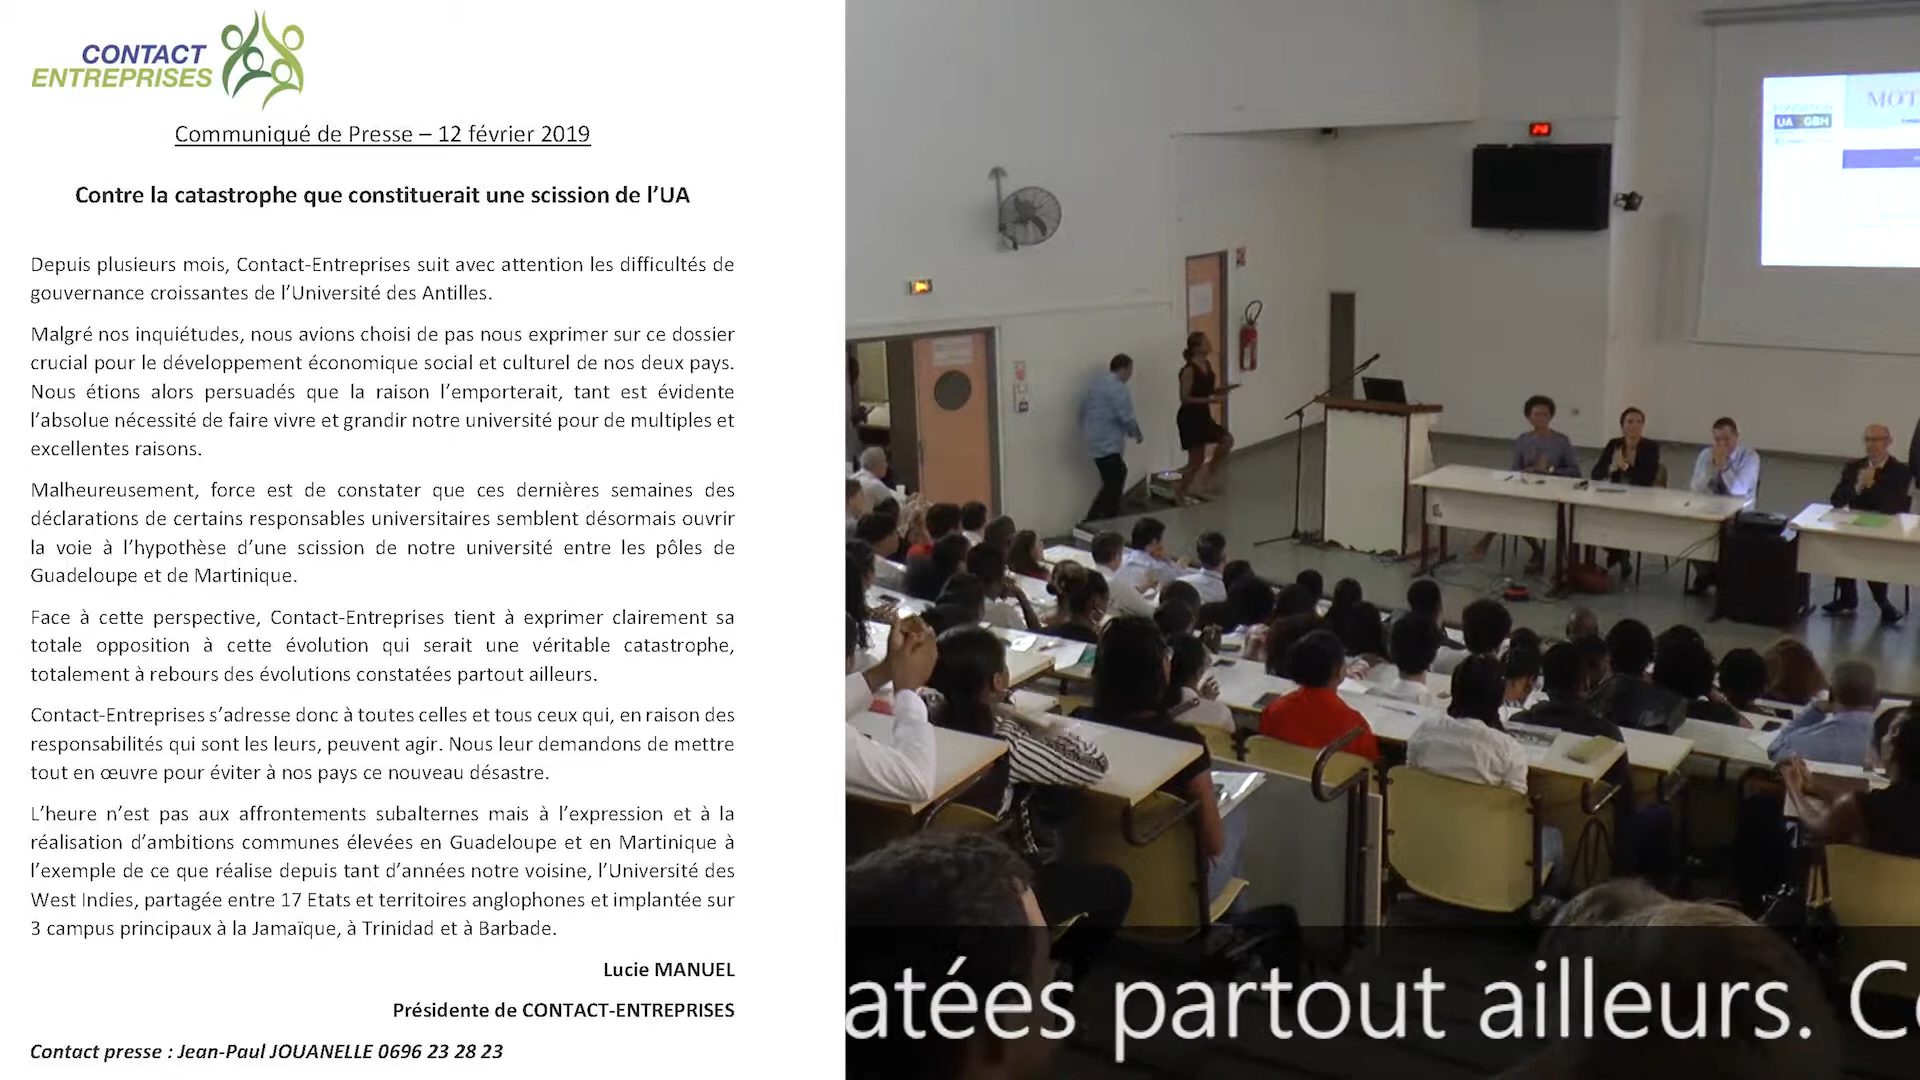 CONTACT
ENTREPRISES
Communiqué de Presse – 12 février 2019
Contre la catastrophe que constituerait une scission de l’UA
Depuis plusieurs mois, Contact-Entreprises suit avec attention les difficultés de
gouvernance croissantes de l’Université des Antilles.
Malgré nos inquiétudes, nous avions choisi de pas nous exprimer sur ce dossier
crucial pour le développement économique social et culturel de nos deux pays.
Nous étions alors persuadés que la raison l’emporterait, tant est évidente
l’absolue nécessité de faire vivre et grandir notre université pour de multiples et
excellentes raisons.
Malheureusement, force est de constater que ces dernières semaines des
déclarations de certains responsables universitaires semblent désormais ouvrir
la voie à l’hypothèse d’une scission de notre université entre les pôles de
Guadeloupe et de Martinique.
Face à cette perspective, Contact-Entreprises tient à exprimer clairement sa
totale opposition à cette évolution qui serait une véritable catastrophe,
totalement à rebours des évolutions constatées partout ailleurs.
Contact-Entreprises s’adresse donc à toutes celles et tous ceux qui, en raison des
responsabilités qui sont les leurs, peuvent agir. Nous leur demandons de mettre
tout en œuvre pour éviter à nos pays ce nouveau désastre.
L’heure n’est pas aux affrontements subalternes mais à l’expression et à la
réalisation d’ambitions communes élevées en Guadeloupe et en Martinique à
l’exemple de ce que réalise depuis tant d’années notre voisine, l’Université des
West Indies, partagée entre 17 Etats et territoires anglophones et implantée sur
3 campus principaux à la Jamaïque, à Trinidad et à Barbade.
Lucie MANUEL
Présidente de CONTACT-ENTREPRISES
Contact presse : Jean-Paul JOUANELLE 0696 23 28 23
FONDATION
UA GBH
MOT
atées partout ailleurs. C